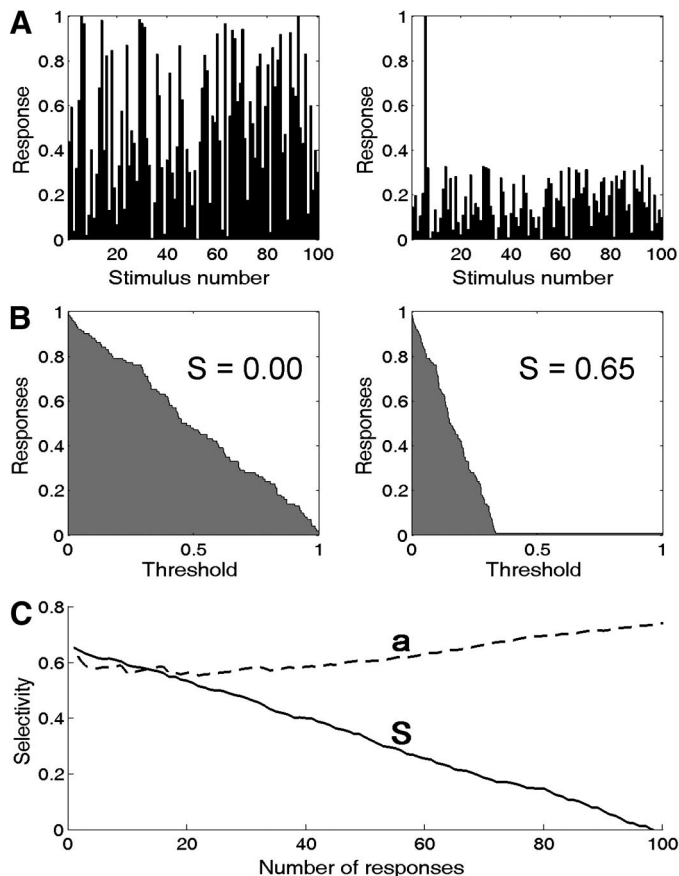 A
Response
1
0.8
0.6
0.4
0.2
0
20 40 60 80 100
Stimulus number
Response
1
0.8
0.6
0.4
0.2
0
20 40 60 80 100
Stimulus number
B
Responses
1
0.8
0.6
0.4
0.2
0
S = 0.00
0 0.5 1
Threshold
Responses
1
0.8
0.6
0.4
0.2
0
S = 0.65
0 0.5 1
Threshold
C
Selectivity
0.8
0.6
0.4
0.2
0
a
S
0 20 40 60 80 100
Number of responses